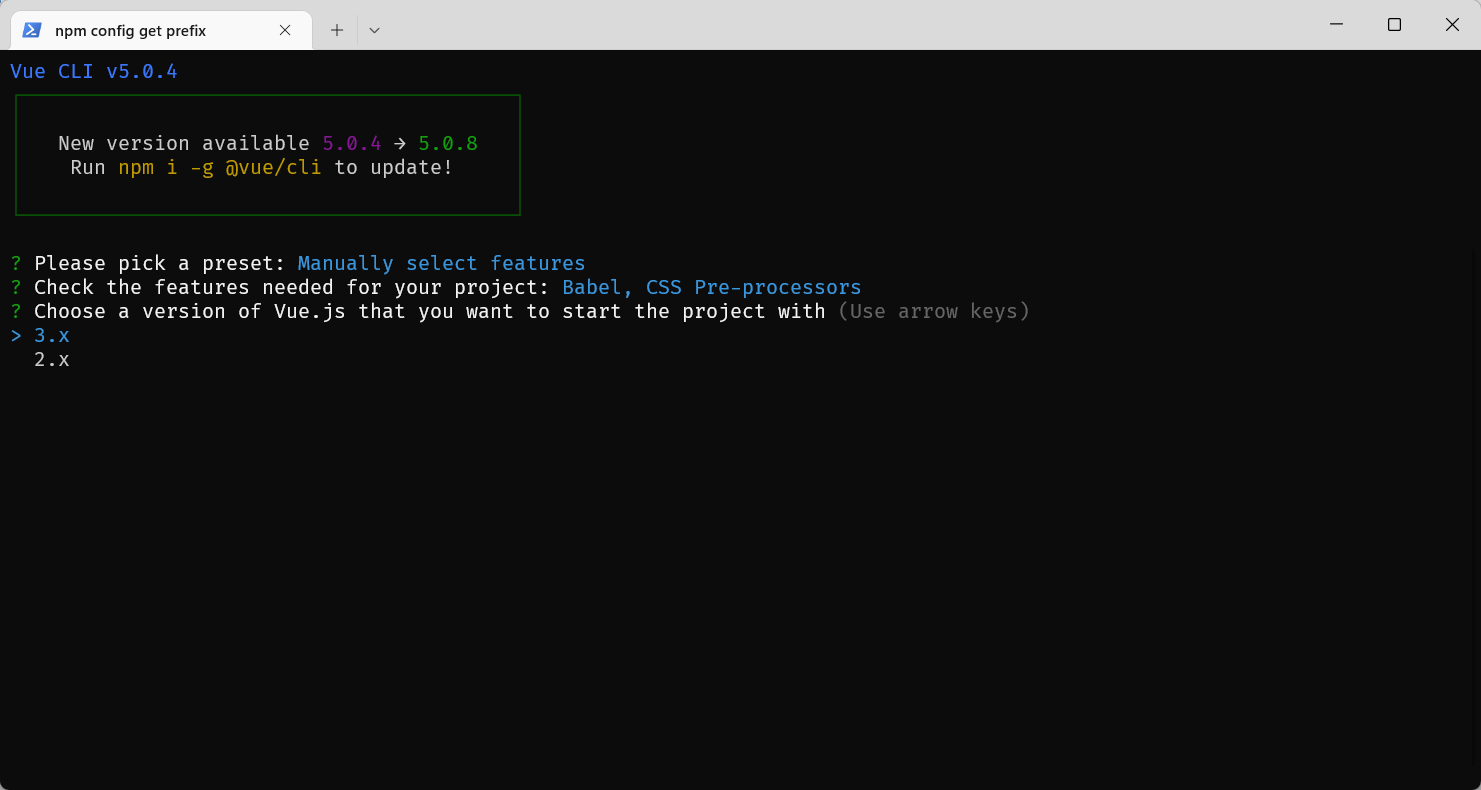 npm config get prefix
Vue CLI v5.0.4
New version available 5.0.4 → 5.0.8
Run npm i -g @vue/cli to update!
? Please pick a preset: Manually select features
? Check the features needed for your project: Babel, CSS Pre-processors
? Choose a version of Vue.js that you want to start the project with (Use arrow keys)
> 3.x
2.x